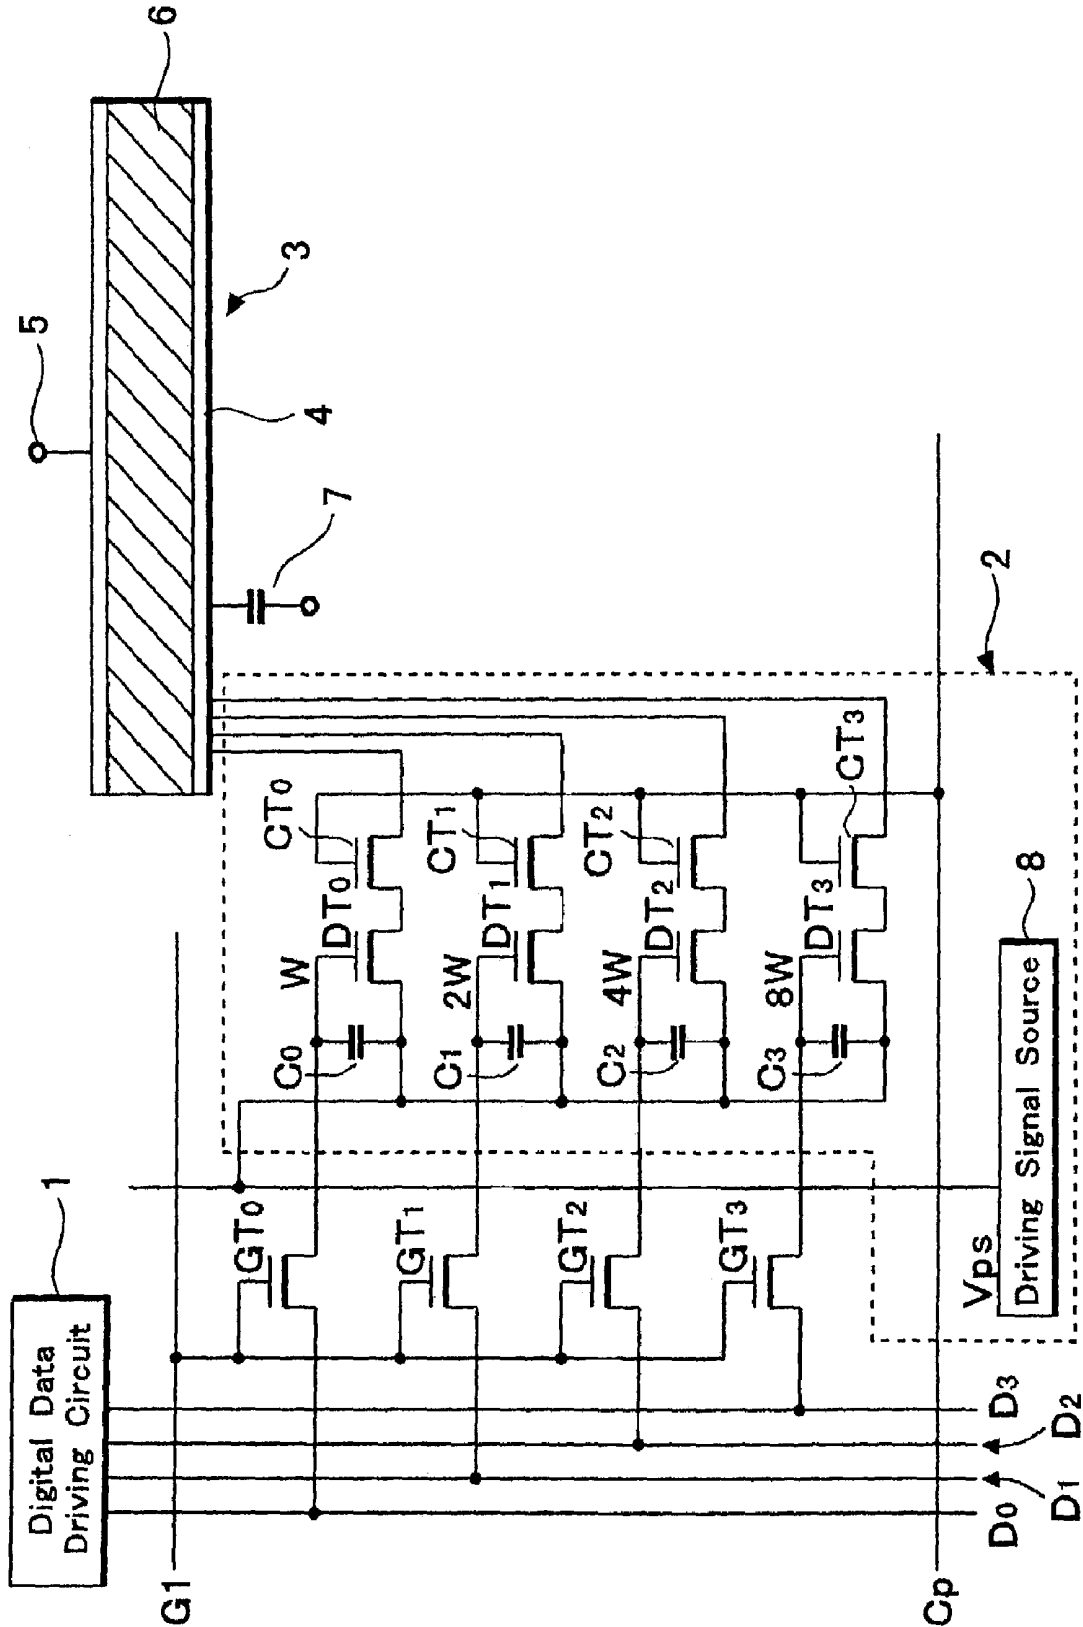 Digital Data
Driving Circuit
1
G1
D0
D1
D2
D3
Cp
GT0
GT1
GT2
GT3
Vps
Driving Signal Source
8
C0
C1
C2
C3
W
2W
4W
8W
DT0
DT1
DT2
DT3
CT0
CT1
CT2
CT3
2
7
4
5
3
6